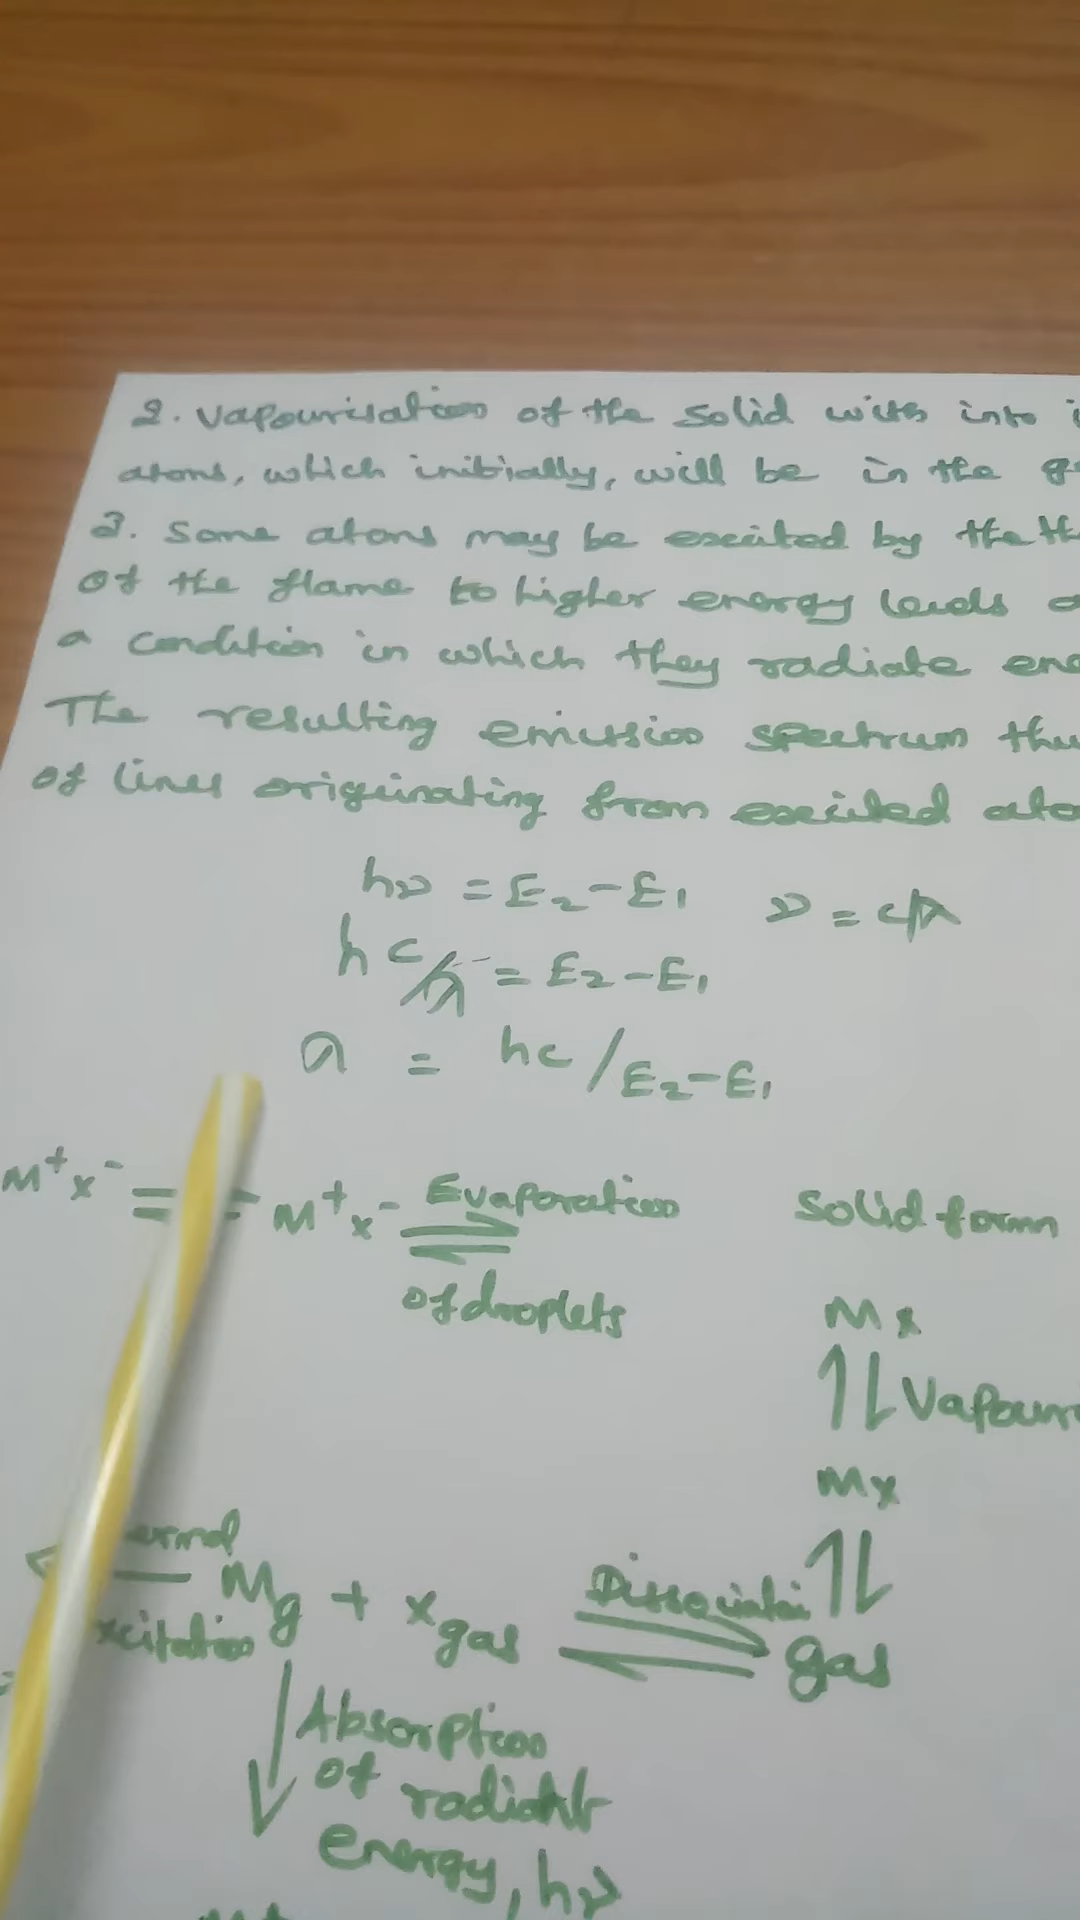 2. Vapourisation of the solid with into
atoms, which initially, will be in the
3. Some atoms may be excited by the
of the flame to higher energy levels
a condition in which they radiate
The resulting emission spectrum
of lines originating from excited
hν = E₂-E₁ ν = c/λ
hc/λ = E₂-E₁
λ = hc/E₂-E₁
M⁺x⁻ ⇌ M⁺x⁻ Evaporation Solid form
of droplets
Mx
Vapour
Mx
Dissociation
Mg + xgas ⇌ gas
Absorption
of radiant
energy, hν